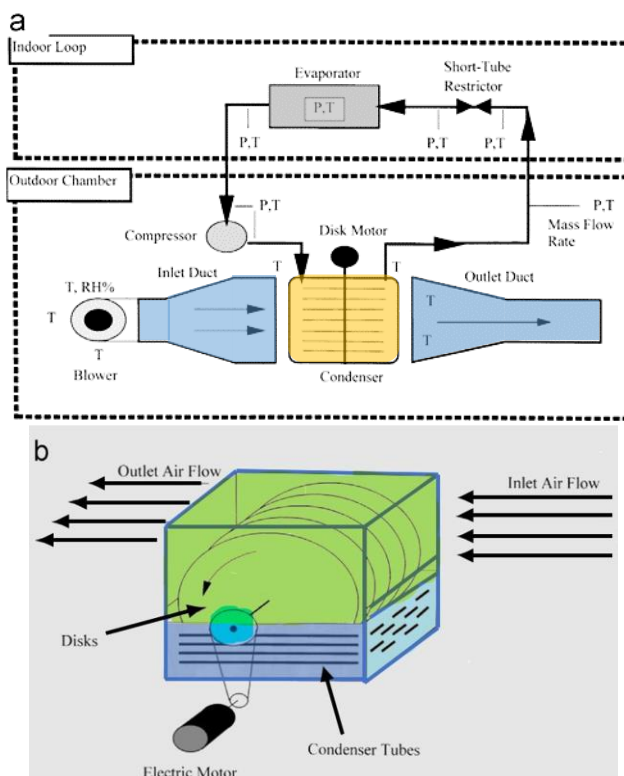 a
Indoor Loop
Evaporator
Short-Tube
Restrictor
P,T
P,T
P,T
P,T
Outdoor Chamber
P,T
P,T
Compressor
Disk Motor
Mass Flow
Rate
Inlet Duct
T
T
Outlet Duct
T, RH%
T
T
T
T
Blower
Condenser
b
Outlet Air Flow
Inlet Air Flow
Disks
Condenser Tubes
Electric Motor